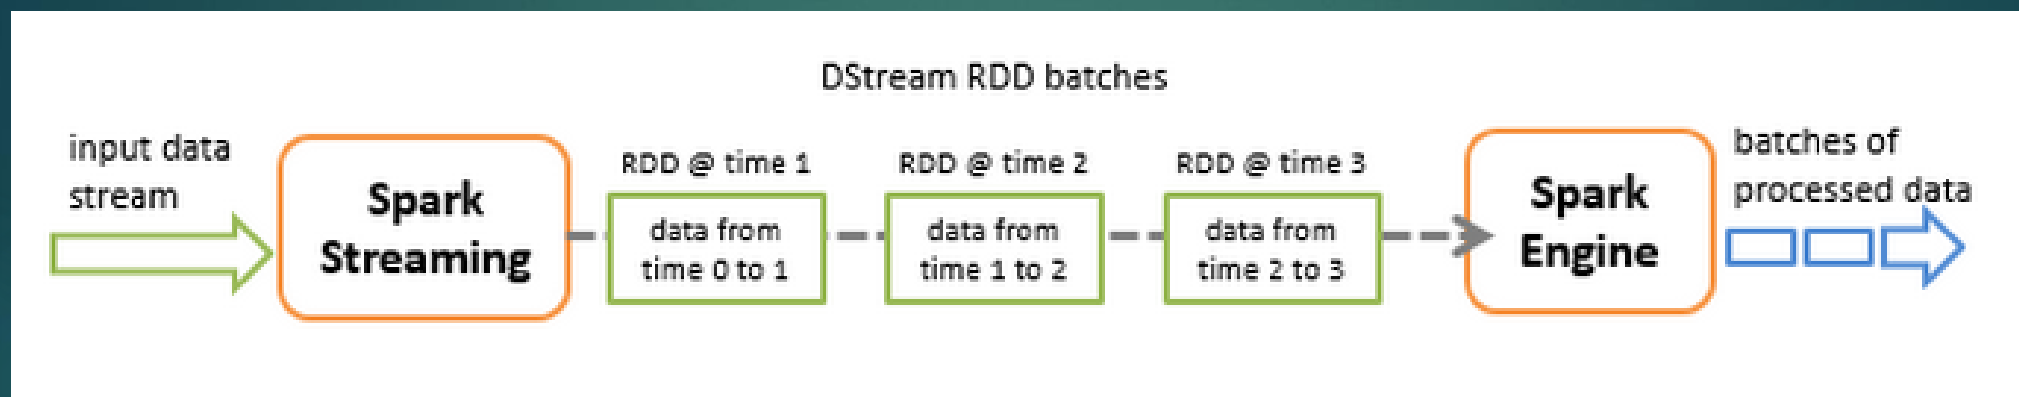 DStream RDD batches
input data
stream
Spark
Streaming
RDD @ time 1
data from
time 0 to 1
RDD @ time 2
data from
time 1 to 2
RDD @ time 3
data from
time 2 to 3
Spark
Engine
batches of
processed data